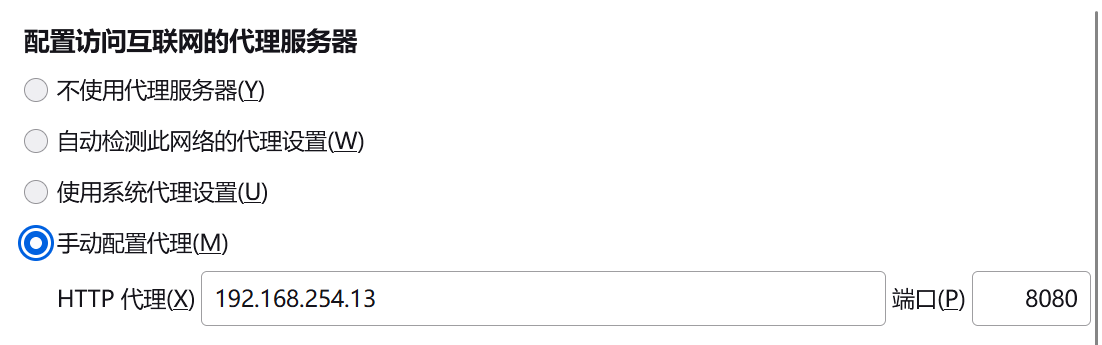 配置访问互联网的代理服务器
不使用代理服务器(Y)
自动检测此网络的代理设置(W)
使用系统代理设置(U)
手动配置代理(M)
HTTP 代理(X) 192.168.254.13 端口(P) 8080